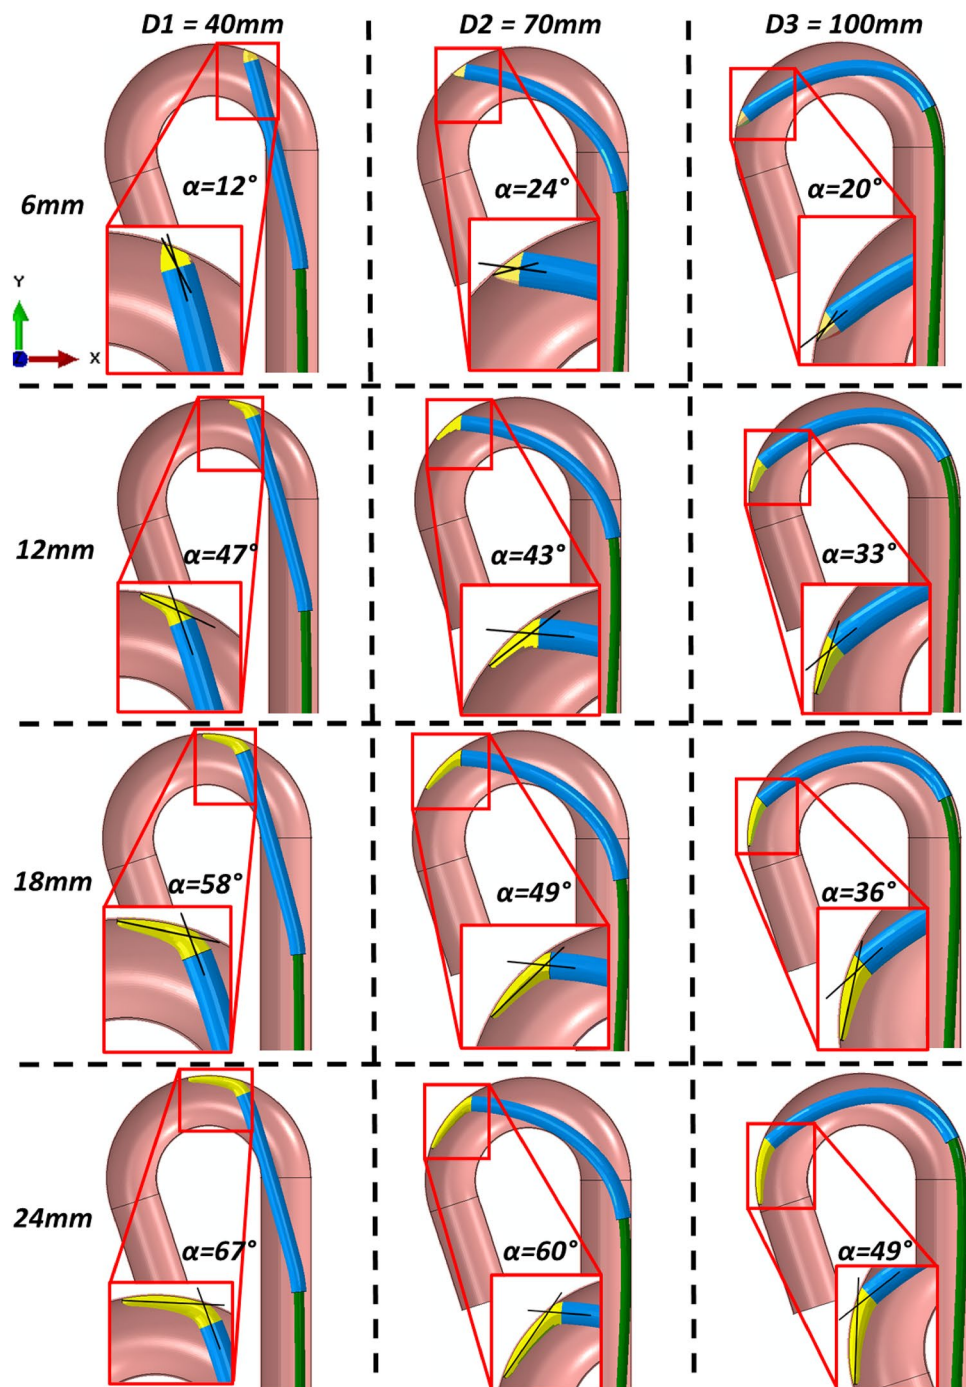 D1 = 40mm D2 = 70mm D3 = 100mm
6mm α=12° α=24° α=20°
Y
Z X
12mm α=47° α=43° α=33°
18mm α=58° α=49° α=36°
24mm α=67° α=60° α=49°